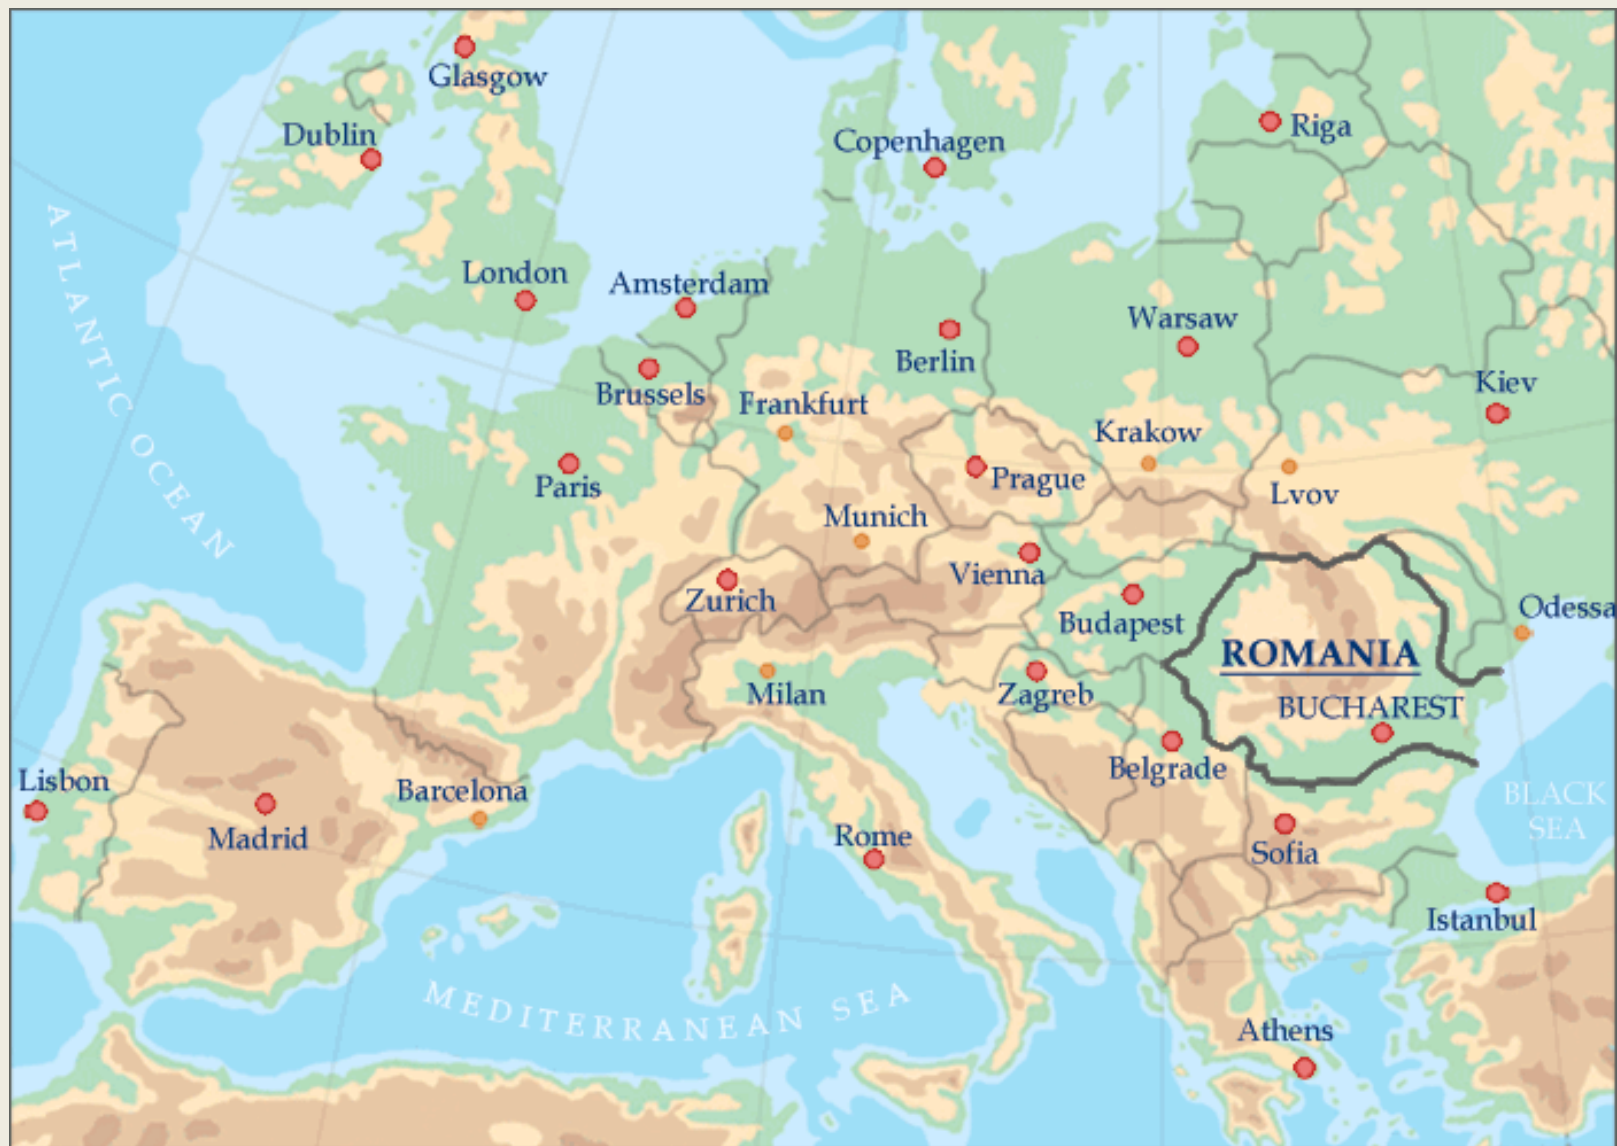 Glasgow
Dublin
Copenhagen
Riga
ATLANTIC OCEAN
London
Amsterdam
Warsaw
Berlin
Brussels
Kiev
Frankfurt
Krakow
Paris
Prague
Lvov
Munich
Vienna
Zurich
Odessa
Budapest
ROMANIA
Milan
Zagreb
BUCHAREST
Belgrade
Lisbon
Barcelona
BLACK
SEA
Madrid
Rome
Sofia
Istanbul
MEDITERRANEAN SEA
Athens